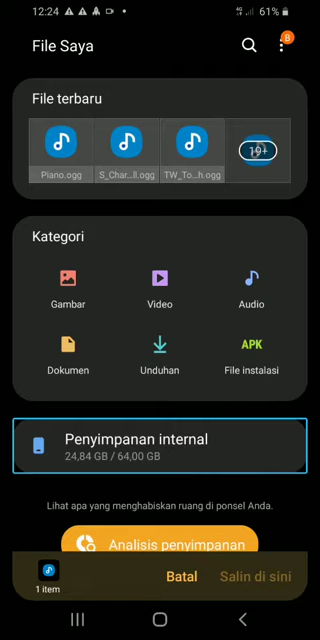 12:24
4G
61%
File Saya
8
File terbaru
19+
Piano.ogg
S_Char...ll.ogg
TW_To...h.ogg
Kategori
Gambar
Video
Audio
APK
Dokumen
Unduhan
File instalasi
Penyimpanan internal
24,84 GB / 64,00 GB
Lihat apa yang menghabiskan ruang di ponsel Anda.
Analisis penyimpanan
1 item
Batal
Salin di sini